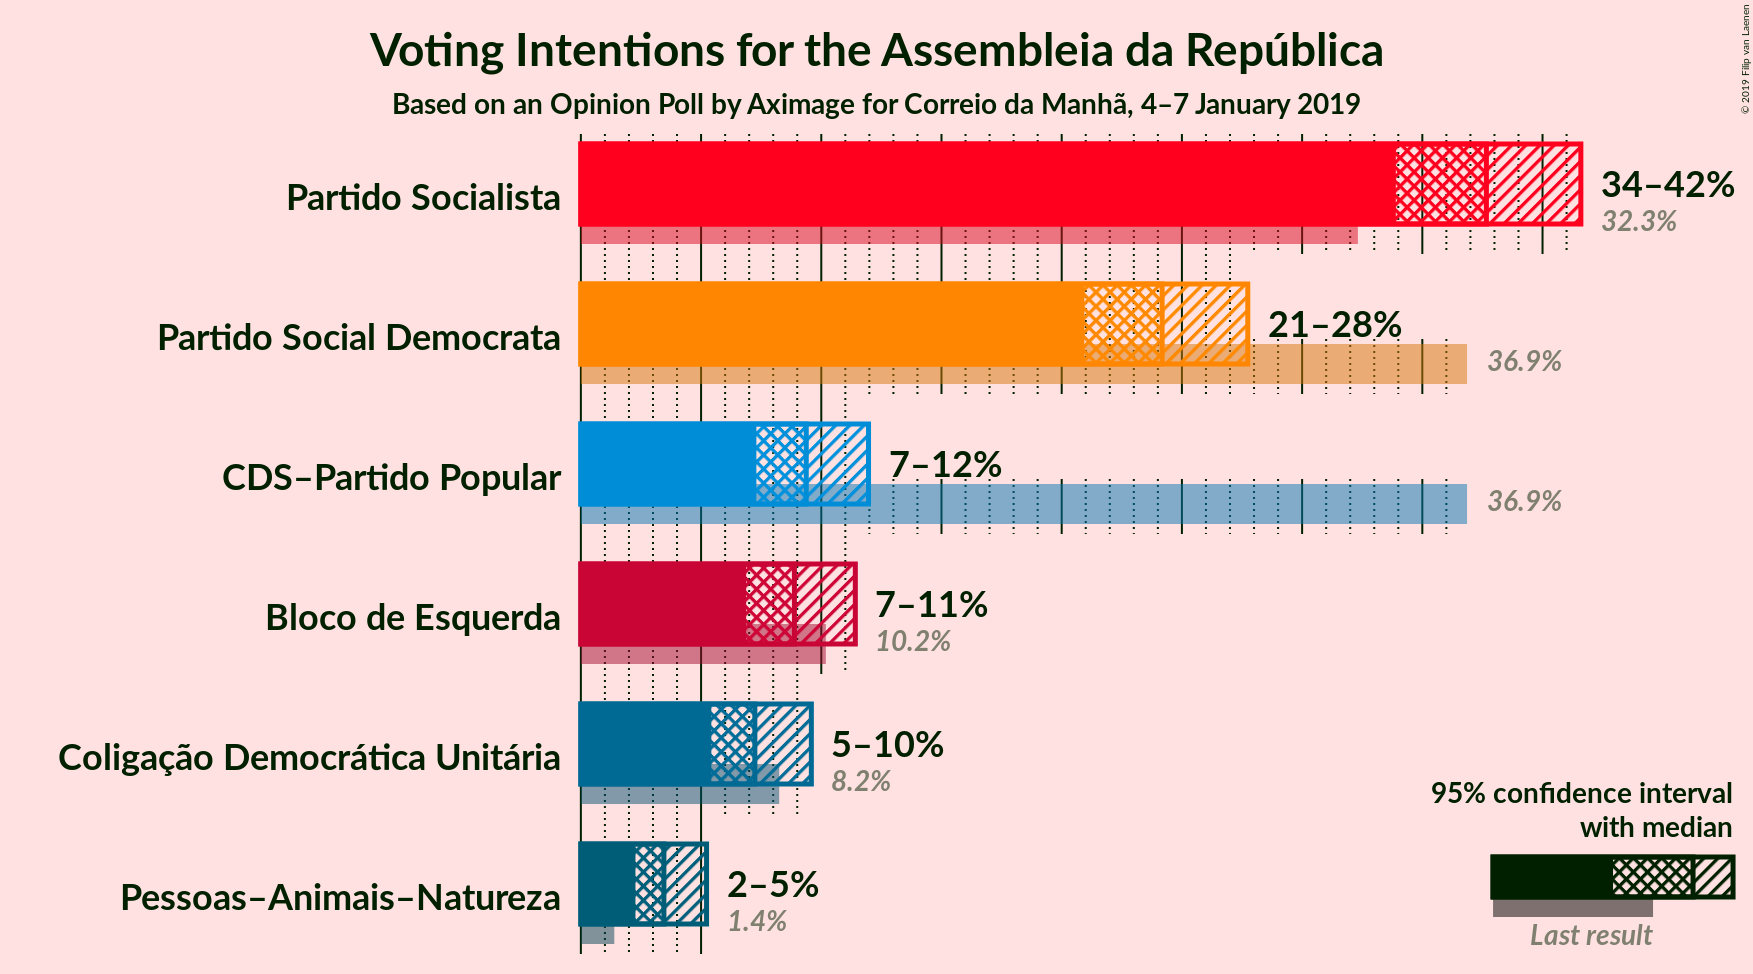 Voting Intentions for the Assembleia da República
Based on an Opinion Poll by Aximage for Correio da Manhã, 4–7 January 2019
© 2019 Filip van Laenen
Partido Socialista
34–42%
32.3%
Partido Social Democrata
21–28%
36.9%
CDS–Partido Popular
7–12%
36.9%
Bloco de Esquerda
7–11%
10.2%
Coligação Democrática Unitária
5–10%
8.2%
Pessoas–Animais–Natureza
2–5%
1.4%
95% confidence interval
with median
Last result